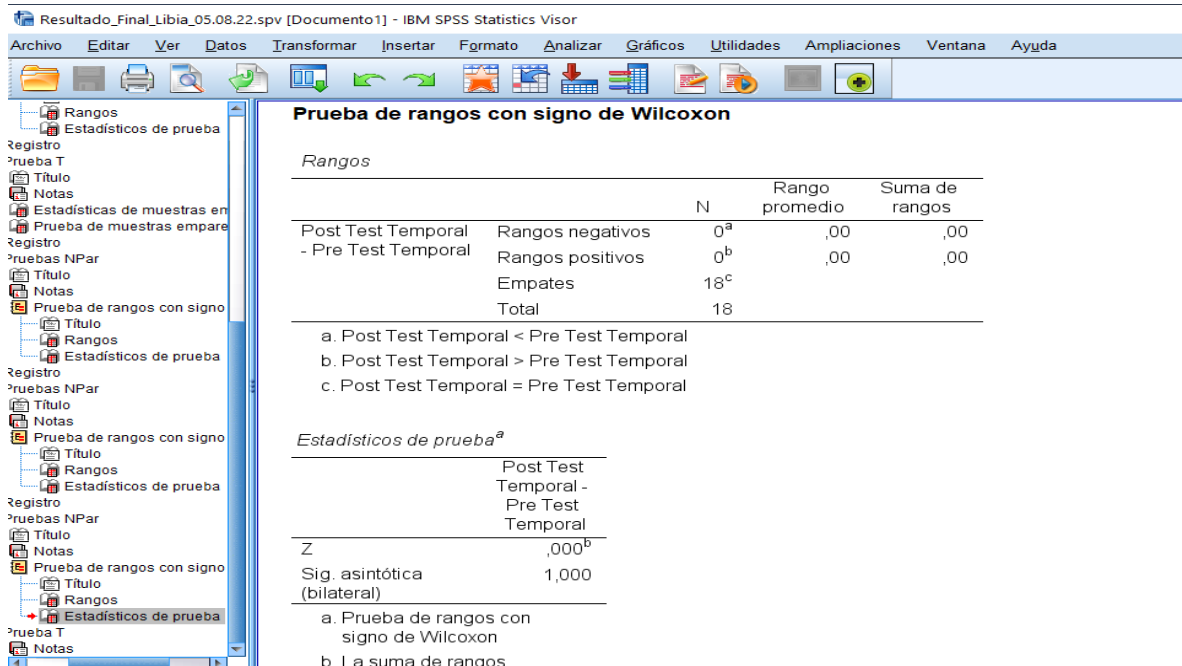 Resultado_Final_Libia_05.08.22.spv [Documento1] - IBM SPSS Statistics Visor
Archivo Editar Ver Datos Transformar Insertar Formato Analizar Gráficos Utilidades Ampliaciones Ventana Ayuda
Rangos
Estadísticos de prueba
Registro
Prueba T
Título
Notas
Estadísticas de muestras em
Prueba de muestras empare
Registro
Pruebas NPar
Título
Notas
Prueba de rangos con signo
Título
Rangos
Estadísticos de prueba
Registro
Pruebas NPar
Título
Notas
Prueba de rangos con signo
Título
Rangos
Estadísticos de prueba
Registro
Pruebas NPar
Título
Notas
Prueba de rangos con signo
Título
Rangos
Estadísticos de prueba
Prueba T
Notas
Prueba de rangos con signo de Wilcoxon
Rangos
N Rango promedio Suma de rangos
Post Test Temporal - Pre Test Temporal Rangos negativos 0a ,00 ,00
Rangos positivos 0b ,00 ,00
Empates 18c
Total 18
a. Post Test Temporal < Pre Test Temporal
b. Post Test Temporal > Pre Test Temporal
c. Post Test Temporal = Pre Test Temporal
Estadísticos de pruebaa
Post Test
Temporal -
Pre Test
Temporal
Z ,000b
Sig. asintótica (bilateral) 1,000
a. Prueba de rangos con
signo de Wilcoxon
b. La suma de rangos